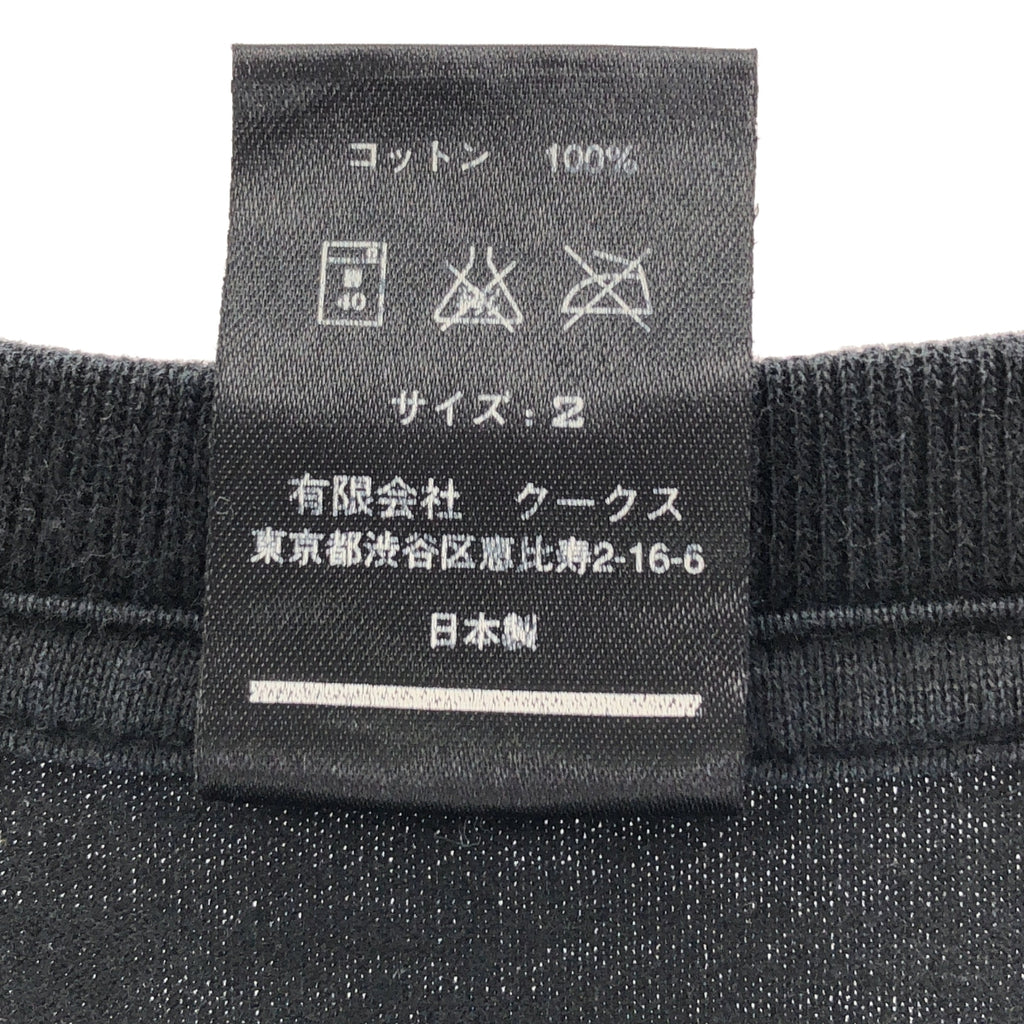 コットン 100%
40
サイズ：2
有限会社 クークス
東京都渋谷区恵比寿2-16-6
日本製